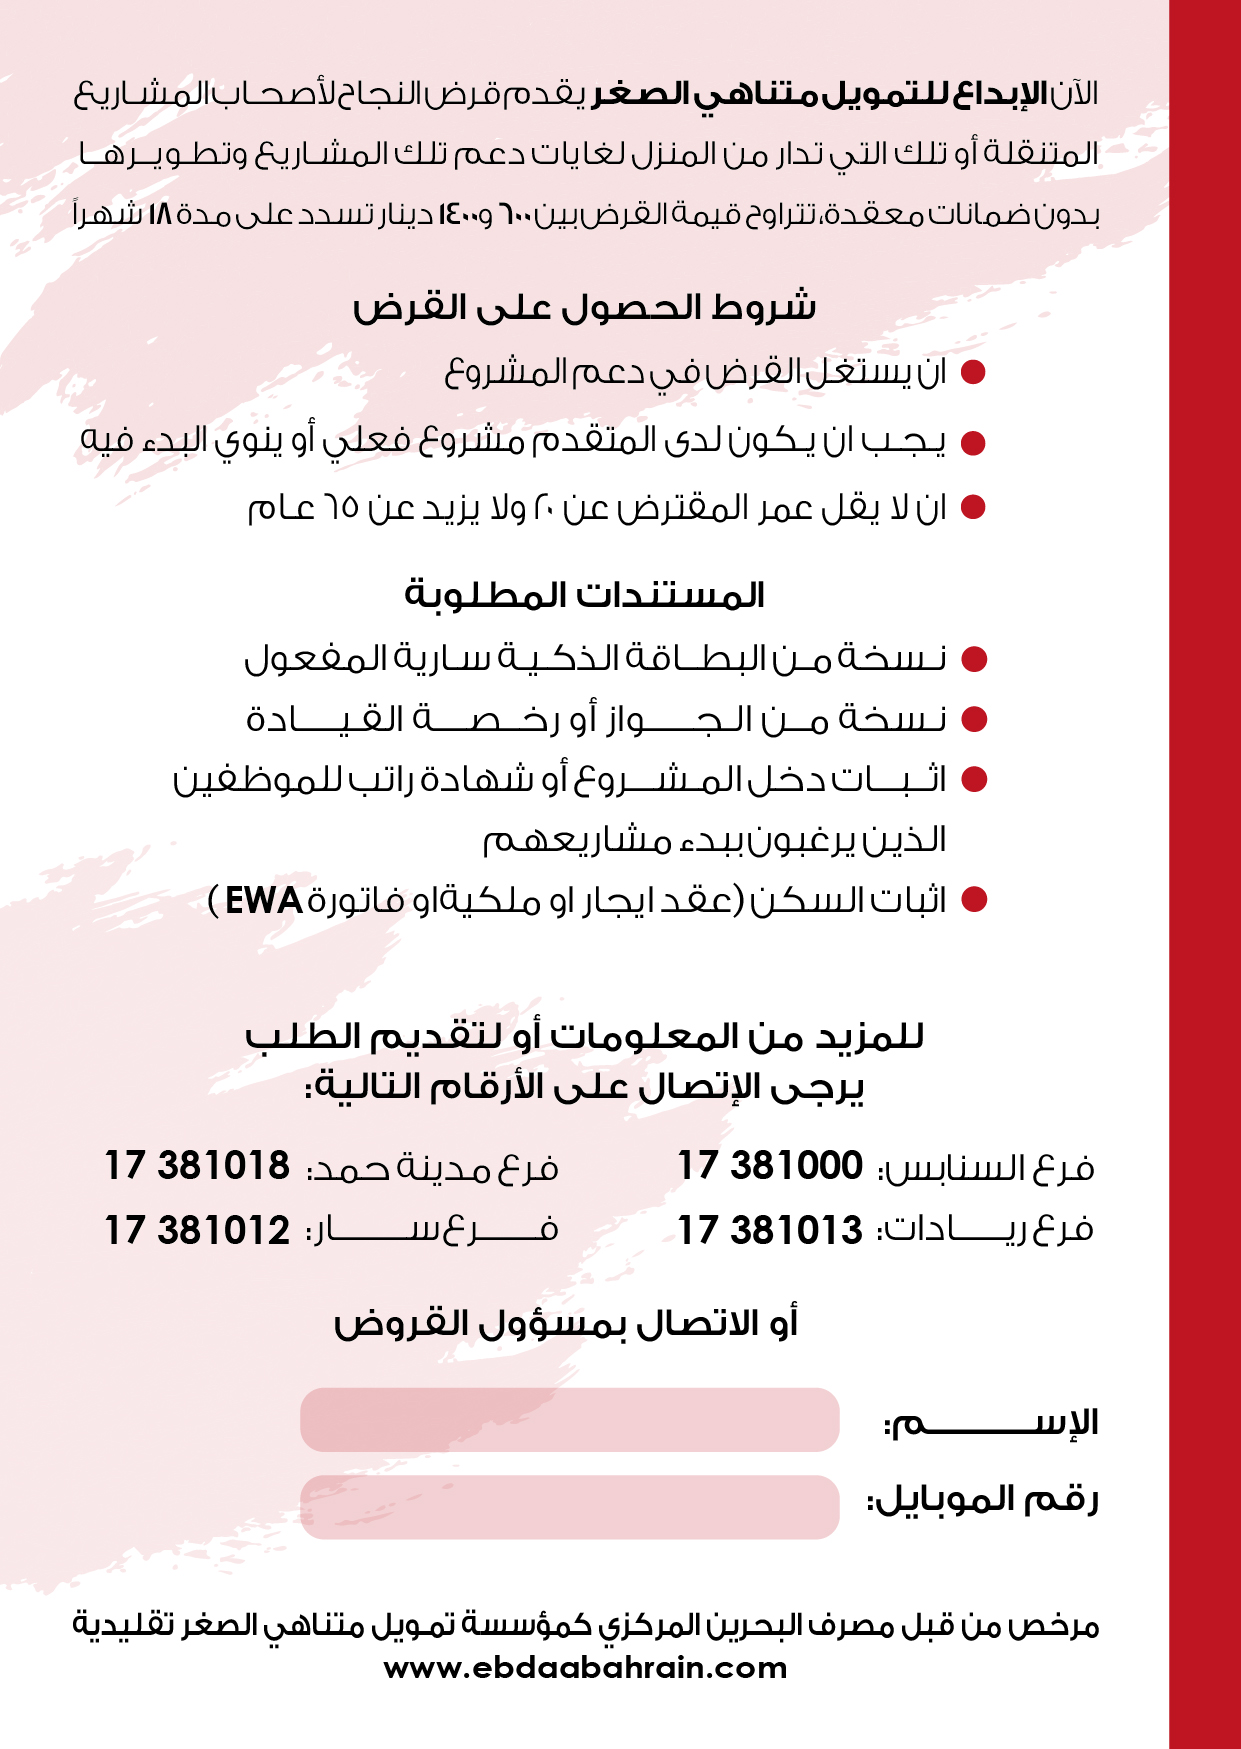 الآن الإبداع للتمويل متناهي الصغر يقدم قرض النجاح لأصحاب المشاريع
المتنقلة أو تلك التي تدار من المنزل لغايات دعم تلك المشاريع وتطويرها
بدون ضمانات معقدة، تتراوح قيمة القرض بين ٦٠٠ و١٤٠٠ دينار تسدد على مدة ١٨ شهراً
شروط الحصول على القرض
ان يستغل القرض في دعم المشروع
يجب ان يكون لدى المتقدم مشروع فعلي أو ينوي البدء فيه
ان لا يقل عمر المقترض عن ٢٠ ولا يزيد عن ٦٥ عام
المستندات المطلوبة
نسخة من البطاقة الذكية سارية المفعول
نسخة من الجواز أو رخصة القيادة
اثبات دخل المشروع أو شهادة راتب للموظفين
الذين يرغبون ببدء مشاريعهم
اثبات السكن (عقد ايجار او ملكيةاو فاتورة EWA )
للمزيد من المعلومات أو لتقديم الطلب
يرجى الإتصال على الأرقام التالية:
فرع السنابس: 17 381000 فرع مدينة حمد: 17 381018
فرع ريادات: 17 381013 فرع سار: 17 381012
أو الاتصال بمسؤول القروض
الإسم:
رقم الموبايل:
مرخص من قبل مصرف البحرين المركزي كمؤسسة تمويل متناهي الصغر تقليدية
www.ebdaabahrain.com